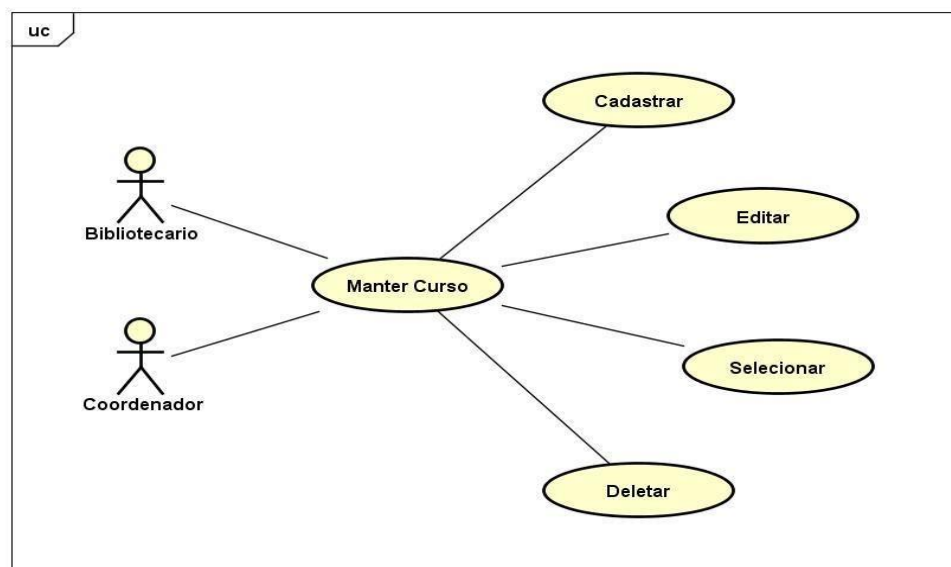 uc
Cadastrar
Bibliotecario
Editar
Manter Curso
Coordenador
Selecionar
Deletar